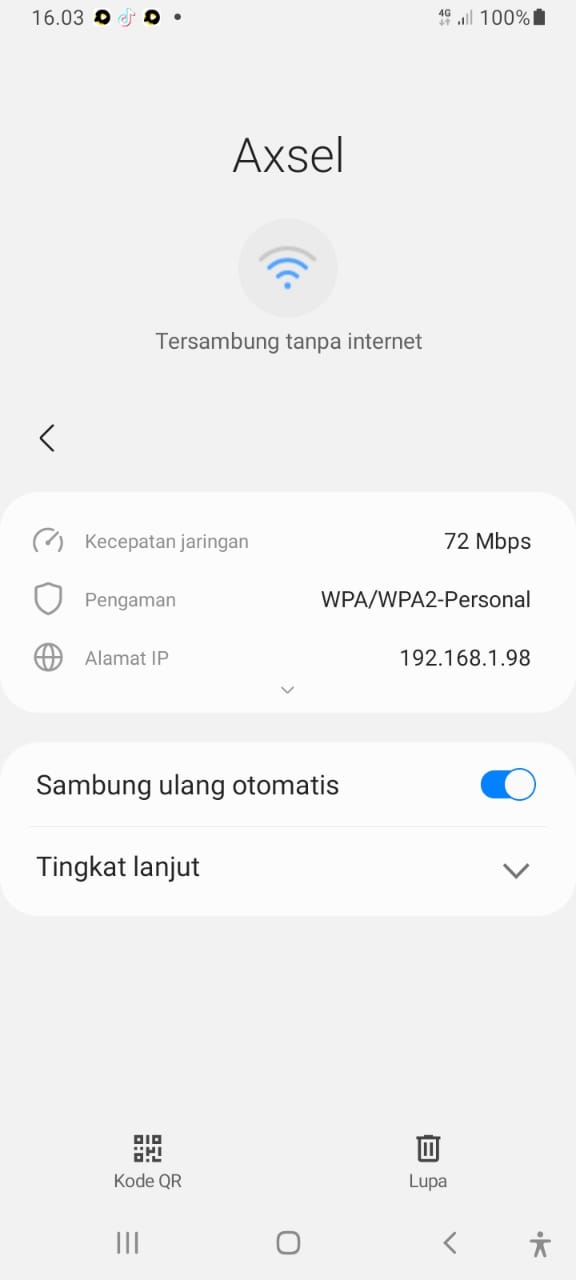 16.03 4G 100%
Axsel
Tersambung tanpa internet
Kecepatan jaringan 72 Mbps
Pengaman WPA/WPA2-Personal
Alamat IP 192.168.1.98
Sambung ulang otomatis
Tingkat lanjut
Kode QR Lupa